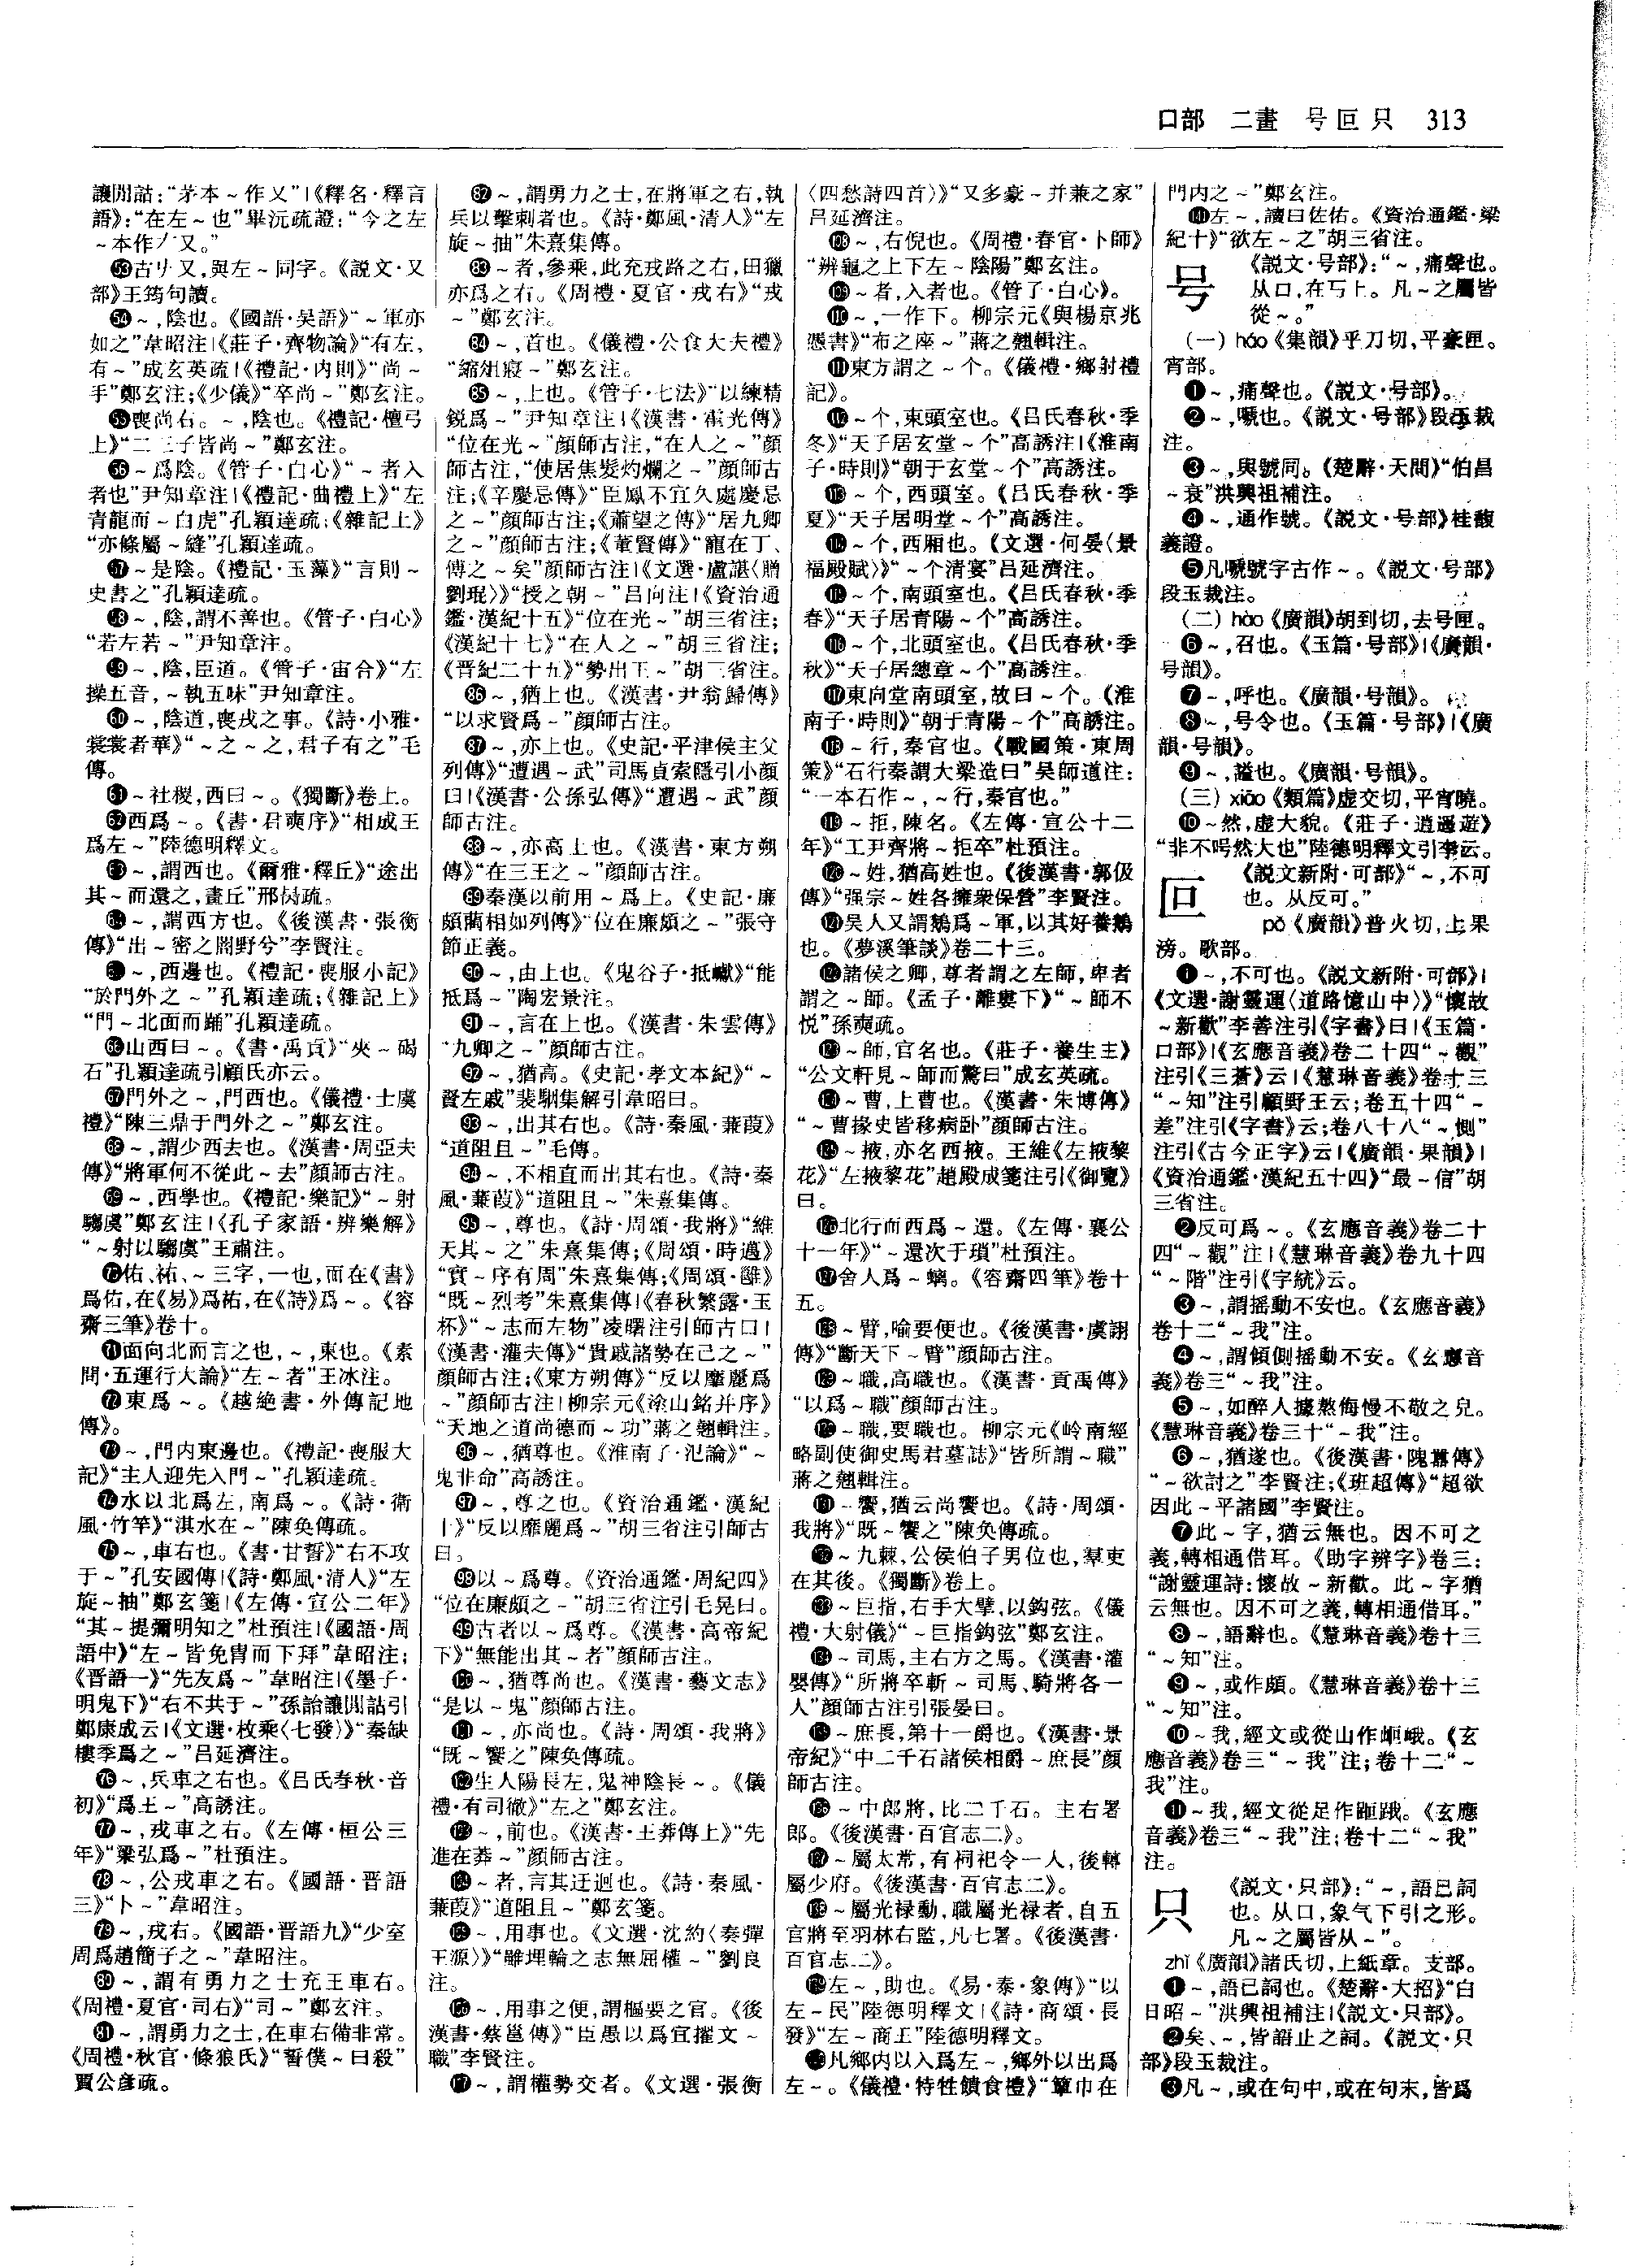 口部　二畫　号叵只　313
讓閒詁：“茅本～作乂”|《釋名·釋言
語》：“在左～也”畢沅疏證：“今之左
～本作𠂇又。”
53古𠂇又，與左～同字。《説文·又
部》王筠句讀。
54～，陰也。《國語·吴語》“～軍亦
如之”韋昭注|《莊子·齊物論》“有左，
有～”成玄英疏|《禮記·内則》“尚～
手”鄭玄注；《少儀》“卒尚～”鄭玄注。
55喪尚右。～，陰也。《禮記·檀弓
上》“二三子皆尚～”鄭玄注。
56～爲陰。《管子·白心》“～者入
者也”尹知章注|《禮記·曲禮上》“左
青龍而～白虎”孔穎達疏；《雜記上》
“亦條屬～縫”孔穎達疏。
57～是陰。《禮記·玉藻》“言則～
史書之”孔穎達疏。
58～，陰，謂不善也。《管子·白心》
“若左若～”尹知章注。
59～，陰，臣道。《管子·宙合》“左
操五音，～執五味”尹知章注。
60～，陰道，喪戎之事。《詩·小雅·
裳裳者華》“～之～之，君子有之”毛
傳。
61～社稷，西曰～。《獨斷》卷上。
62西爲～。《書·君奭序》“相成王
爲左～”陸德明釋文。
63～，謂西也。《爾雅·釋丘》“途出
其～而還之，畫丘”邢昺疏。
64～，謂西方也。《後漢書·張衡
傳》“出～密之闇野兮”李賢注。
65～，西邊也。《禮記·喪服小記》
“於門外之～”孔穎達疏；《雜記上》
“門～北面而踊”孔穎達疏。
66山西曰～。《書·禹貢》“夾～碣
石”孔穎達疏引顧氏亦云。
67門外之～，門西也。《儀禮·士虞
禮》“陳三鼎于門外之～”鄭玄注。
68～，謂少西去也。《漢書·周亞夫
傳》“將軍何不從此～去”顔師古注。
69～，西學也。《禮記·樂記》“～射
騶虞”鄭玄注|《孔子家語·辨樂解》
“～射以騶虞”王肅注。
70佑、祐、～三字，一也，而在《書》
爲佑，在《易》爲祐，在《詩》爲～。《容
齋三筆》卷十。
71面向北而言之也，～，東也。《素
問·五運行大論》“左～者”王冰注。
72東爲～。《越絶書·外傳記地
傳》。
73～，門内東邊也。《禮記·喪服大
記》“主人迎先入門～”孔穎達疏。
74水以北爲左，南爲～。《詩·衛
風·竹竿》“淇水在～”陳奂傳疏。
75～，車右也。《書·甘誓》“右不攻
于～”孔安國傳|《詩·鄭風·清人》“左
旋～抽”鄭玄箋|《左傳·宣公二年》
“其～提彌明知之”杜預注|《國語·周
語中》“左～皆免胄而下拜”韋昭注；
《晋語一》“先友爲～”韋昭注|《墨子·
明鬼下》“右不共于～”孫詒讓閒詁引
鄭康成云|《文選·枚乘〈七發〉》“秦缺
樓季爲之～”吕延濟注。
76～，兵車之右也。《吕氏春秋·音
初》“爲王～”高誘注。
77～，戎車之右。《左傳·桓公三
年》“梁弘爲～”杜預注。
78～，公戎車之右。《國語·晋語
三》“卜～”韋昭注。
79～，戎右。《國語·晋語九》“少室
周爲趙簡子之～”韋昭注。
80～，謂有勇力之士充王車右。
《周禮·夏官·司右》“司～”鄭玄注。
81～，謂勇力之士，在車右備非常。
《周禮·秋官·條狼氏》“誓僕～曰殺”
賈公彦疏。
82～，謂勇力之士，在將軍之右，執
兵以擊刺者也。《詩·鄭風·清人》“左
旋～抽”朱熹集傳。
83～者，參乘，此充戎路之右，田獵
亦爲之右。《周禮·夏官·戎右》“戎
～”鄭玄注。
84～，首也。《儀禮·公食大夫禮》
“縮俎寢～”鄭玄注。
85～，上也。《管子·七法》“以練精
鋭爲～”尹知章注|《漢書·霍光傳》
“位在光～”顔師古注，“在人之～”顔
師古注，“使居焦髮灼爛之～”顔師古
注；《辛慶忌傳》“臣鳳不宜久處慶忌
之～”顔師古注；《蕭望之傳》“居九卿
之～”顔師古注；《董賢傳》“寵在丁、
傅之～矣”顔師古注|《文選·盧諶〈贈
劉琨〉》“授之朝～”吕向注|《資治通
鑑·漢紀十五》“位在光～”胡三省注；
《漢紀十七》“在人之～”胡三省注；
《晋紀二十五》“勢出王～”胡三省注。
86～，猶上也。《漢書·尹翁歸傳》
“以求賢爲～”顔師古注。
87～，亦上也。《史記·平津侯主父
列傳》“遭遇～武”司馬貞索隱引小顔
曰|《漢書·公孫弘傳》“遭遇～武”顔
師古注。
88～，亦高上也。《漢書·東方朔
傳》“在三王之～”顔師古注。
89秦漢以前用～爲上。《史記·廉
頗藺相如列傳》“位在廉頗之～”張守
節正義。
90～，由上也。《鬼谷子·抵巇》“能
抵爲～”陶宏景注。
91～，言在上也。《漢書·朱雲傳》
“九卿之～”顔師古注。
92～，猶高。《史記·孝文本紀》“～
賢左戚”裴駰集解引韋昭曰。
93～，出其右也。《詩·秦風·蒹葭》
“道阻且～”毛傳。
94～，不相直而出其右也。《詩·秦
風·蒹葭》“道阻且～”朱熹集傳。
95～，尊也。《詩·周頌·我將》“維
天其～之”朱熹集傳；《周頌·時邁》
“實～序有周”朱熹集傳；《周頌·雝》
“既～烈考”朱熹集傳|《春秋繁露·玉
杯》“～志而左物”凌曙注引師古曰|
《漢書·灌夫傳》“貴戚諸勢在己之～”
顔師古注；《東方朔傳》“反以靡麗爲
～”顔師古注|柳宗元《塗山銘并序》
“天地之道尚德而～功”蔣之翹輯注。
96～，猶尊也。《淮南子·氾論》“～
鬼非命”高誘注。
97～，尊之也。《資治通鑑·漢紀
十》“反以靡麗爲～”胡三省注引師古
曰。
98以～爲尊。《資治通鑑·周紀四》
“位在廉頗之～”胡三省注引毛晃曰。
99古者以～爲尊。《漢書·高帝紀
下》“無能出其～者”顔師古注。
100～，猶尊尚也。《漢書·藝文志》
“是以～鬼”顔師古注。
101～，亦尚也。《詩·周頌·我將》
“既～饗之”陳奂傳疏。
102生人陽長左，鬼神陰長～。《儀
禮·有司徹》“左之”鄭玄注。
103～，前也。《漢書·王莽傳上》“先
進在莽～”顔師古注。
104～者，言其迂迴也。《詩·秦風·
蒹葭》“道阻且～”鄭玄箋。
105～，用事也。《文選·沈約〈奏彈
王源〉》“雖埋輪之志無屈權～”劉良
注。
106～，用事之便，謂樞要之官。《後
漢書·蔡邕傳》“臣愚以爲宜擢文～
職”李賢注。
107～，謂權勢交者。《文選·張衡
〈四愁詩四首〉》“又多豪～并兼之家”
吕延濟注。
108～，右倪也。《周禮·春官·卜師》
“辨龜之上下左～陰陽”鄭玄注。
109～者，入者也。《管子·白心》。
110～，一作下。柳宗元《與楊京兆
憑書》“布之座～”蔣之翹輯注。
111東方謂之～个。《儀禮·鄉射禮
記》。
112～个，東頭室也。《吕氏春秋·季
冬》“天子居玄堂～个”高誘注|《淮南
子·時則》“朝于玄堂～个”高誘注。
113～个，西頭室。《吕氏春秋·季
夏》“天子居明堂～个”高誘注。
114～个，西厢也。《文選·何晏〈景
福殿賦〉》“～个清宴”吕延濟注。
115～个，南頭室也。《吕氏春秋·季
春》“天子居青陽～个”高誘注。
116～个，北頭室也。《吕氏春秋·季
秋》“天子居總章～个”高誘注。
117東向堂南頭室，故曰～个。《淮
南子·時則》“朝于青陽～个”高誘注。
118～行，秦官也。《戰國策·東周
策》“石行秦謂大梁造曰”吴師道注：
“一本石作～，～行，秦官也。”
119～拒，陳名。《左傳·宣公十二
年》“工尹齊將～拒卒”杜預注。
120～姓，猶高姓也。《後漢書·郭伋
傳》“强宗～姓各擁衆保營”李賢注。
121吴人又謂鵝爲～軍，以其好養鵝
也。《夢溪筆談》卷二十三。
122諸侯之卿，尊者謂之左師，卑者
謂之～師。《孟子·離婁下》“～師不
悦”孫奭疏。
123～師，官名也。《莊子·養生主》
“公文軒見～師而驚曰”成玄英疏。
124～曹，上曹也。《漢書·朱博傳》
“～曹掾史皆移病卧”顔師古注。
125～掖，亦名西掖。王維《左掖黎
花》“左掖黎花”趙殿成箋注引《御覽》
曰。
126北行而西爲～還。《左傳·襄公
十一年》“～還次于瑣”杜預注。
127舍人爲～螭。《容齋四筆》卷十
五。
128～臂，喻要便也。《後漢書·虞詡
傳》“斷天下～臂”顔師古注。
129～職，高職也。《漢書·貢禹傳》
“以爲～職”顔師古注。
130～職，要職也。柳宗元《岭南經
略副使御史馬君墓誌》“皆所謂～職”
蔣之翹輯注。
131～饗，猶云尚饗也。《詩·周頌·
我將》“既～饗之”陳奂傳疏。
132～九棘，公侯伯子男位也，羣吏
在其後。《獨斷》卷上。
133～巨指，右手大擘，以鈎弦。《儀
禮·大射儀》“～巨指鈎弦”鄭玄注。
134～司馬，主右方之馬。《漢書·灌
嬰傳》“所將卒斬～司馬、騎將各一
人”顔師古注引張晏曰。
135～庶長，第十一爵也。《漢書·景
帝紀》“中二千石諸侯相爵～庶長”顔
師古注。
136～中郎將，比二千石。主右署
郎。《後漢書·百官志二》。
137～屬太常，有祠祀令一人，後轉
屬少府。《後漢書·百官志二》。
138～屬光禄勳，職屬光禄者，自五
官將至羽林右監，凡七署。《後漢書·
百官志二》。
139左～，助也。《易·泰·象傳》“以
左～民”陸德明釋文|《詩·商頌·長
發》“左～商王”陸德明釋文。
140凡鄉内以入爲左～，鄉外以出爲
左～。《儀禮·特牲饋食禮》“簞巾在
門内之～”鄭玄注。
141左～，讀曰佐佑。《資治通鑑·梁
紀十》“欲左～之”胡三省注。
号　《説文·号部》：“～，痛聲也。
从口，在丂上。凡～之屬皆
從～。”
(一) háo《集韻》乎刀切，平豪匣。
宵部。
❶～，痛聲也。《説文·号部》。
❷～，嘑也。《説文·号部》段玉裁
注。
❸～，與號同。《楚辭·天問》“伯昌
～衰”洪興祖補注。
❹～，通作號。《説文·号部》桂馥
義證。
❺凡嘑號字古作～。《説文·号部》
段玉裁注。
(二) hào《廣韻》胡到切，去号匣。
❻～，召也。《玉篇·号部》|《廣韻·
号韻》。
❼～，呼也。《廣韻·号韻》。
❽～，号令也。《玉篇·号部》|《廣
韻·号韻》。
❾～，謚也。《廣韻·号韻》。
(三) xiāo《類篇》虚交切，平宵曉。
❿～然，虚大貌。《莊子·逍遥遊》
“非不呺然大也”陸德明釋文引李云。
叵　《説文新附·可部》“～，不可
也。从反可。”
pǒ《廣韻》普火切，上果
滂。歌部。
❶～，不可也。《説文新附·可部》|
《文選·謝靈運〈道路憶山中〉》“懷故
～新歡”李善注引《字書》曰|《玉篇·
口部》|《玄應音義》卷二十四“～觀”
注引《三蒼》云|《慧琳音義》卷十三
“～知”注引顧野王云；卷五十四“～
差”注引《字書》云；卷八十八“～惻”
注引《古今正字》云|《廣韻·果韻》|
《資治通鑑·漢紀五十四》“最～信”胡
三省注。
❷反可爲～。《玄應音義》卷二十
四“～觀”注|《慧琳音義》卷九十四
“～階”注引《字統》云。
❸～，謂摇動不安也。《玄應音義》
卷十二“～我”注。
❹～，謂傾側摇動不安。《玄應音
義》卷三“～我”注。
❺～，如醉人據熬侮慢不敬之皃。
《慧琳音義》卷三十“～我”注。
❻～，猶遂也。《後漢書·隗囂傳》
“～欲討之”李賢注；《班超傳》“超欲
因此～平諸國”李賢注。
❼此～字，猶云無也。因不可之
義，轉相通借耳。《助字辨字》卷三：
“謝靈運詩：懷故～新歡。此～字猶
云無也。因不可之義，轉相通借耳。”
❽～，語辭也。《慧琳音義》卷十三
“～知”注。
❾～，或作頗。《慧琳音義》卷十三
“～知”注。
❿～我，經文或從山作岠峨。《玄
應音義》卷三“～我”注；卷十二“～
我”注。
⓫～我，經文從足作距踐。《玄應
音義》卷三“～我”注；卷十二“～我”
注。
只　《説文·只部》：“～，語已詞
也。从口，象气下引之形。
凡～之屬皆从～”。
zhǐ《廣韻》諸氏切，上紙章。支部。
❶～，語已詞也。《楚辭·大招》“白
日昭～”洪興祖補注|《説文·只部》。
❷矣、～，皆語止之詞。《説文·只
部》段玉裁注。
❸凡～，或在句中，或在句末，皆爲